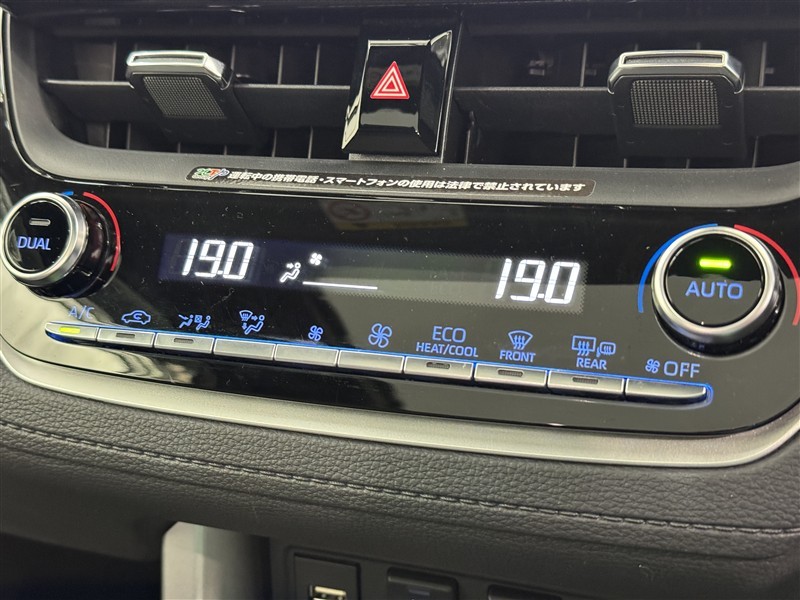 運転中の携帯電話・スマートフォンの使用は法律で禁止されています
DUAL
19.0
19.0
AUTO
A/C
ECO
HEAT/COOL
FRONT
REAR
OFF